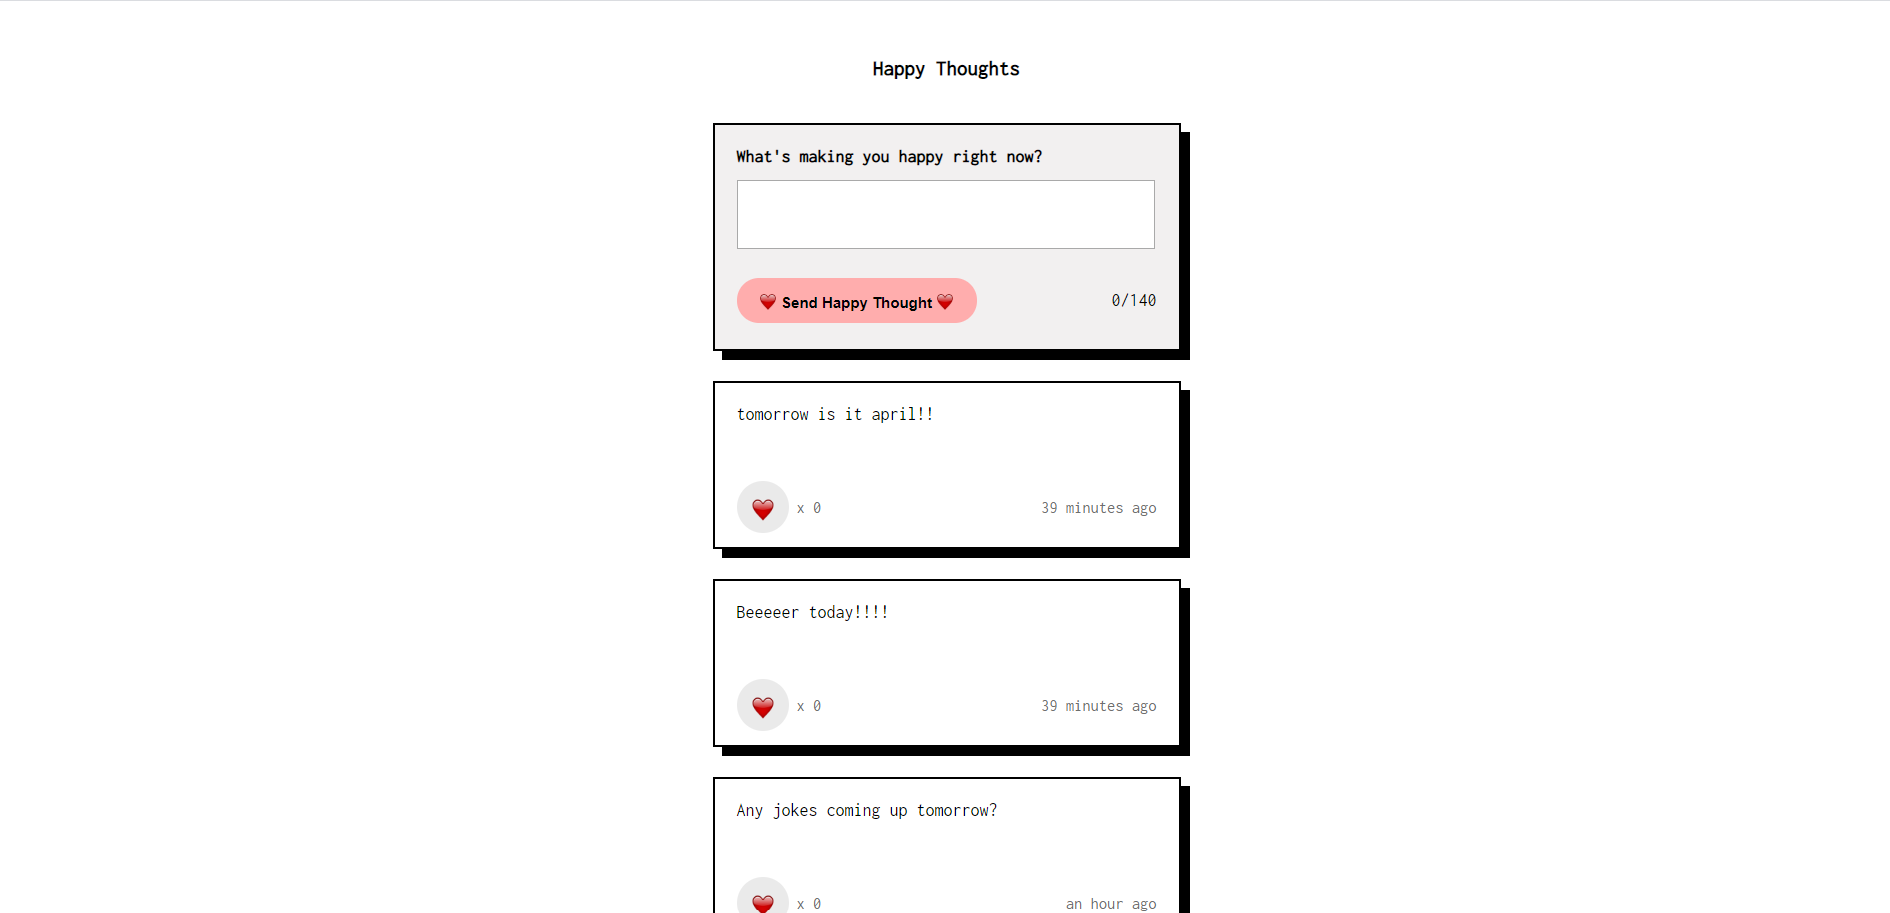 Happy Thoughts
What's making you happy right now?
❤️ Send Happy Thought ❤️
0/140
tomorrow is it april!!
x 0
39 minutes ago
Beeeeer today!!!!
x 0
39 minutes ago
Any jokes coming up tomorrow?
x 0
an hour ago